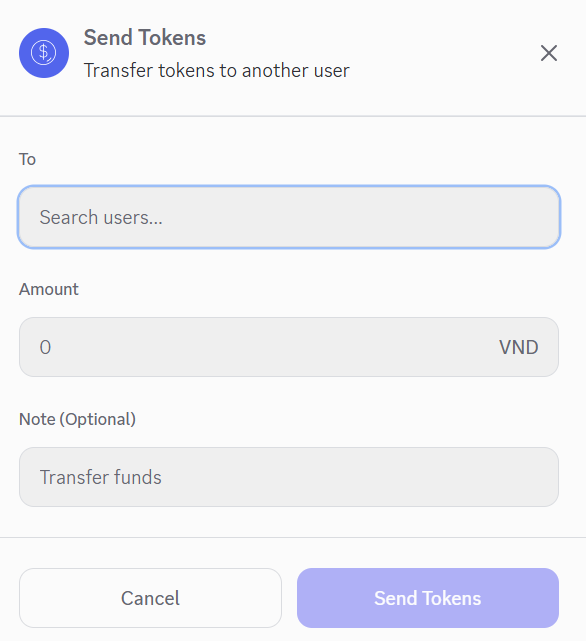 Send Tokens
Transfer tokens to another user
To
Search users...
Amount
0 VND
Note (Optional)
Transfer funds
Cancel Send Tokens